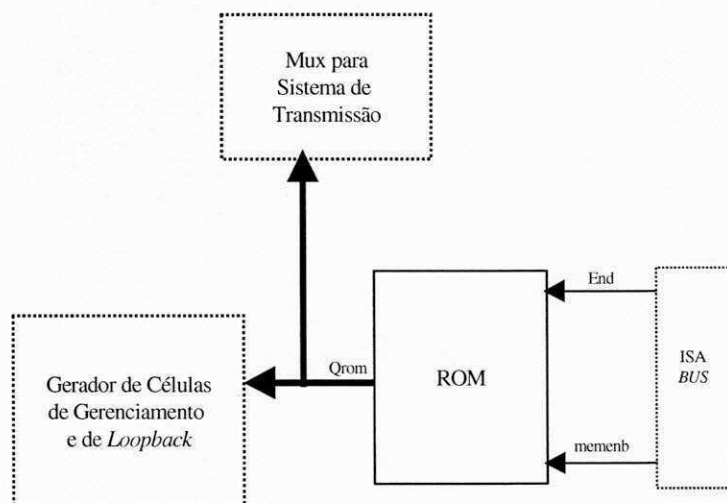 Mux para
Sistema de
Transmissão
End
Qrom
ROM
ISA
BUS
Gerador de Células
de Gerenciamento
e de Loopback
memenb